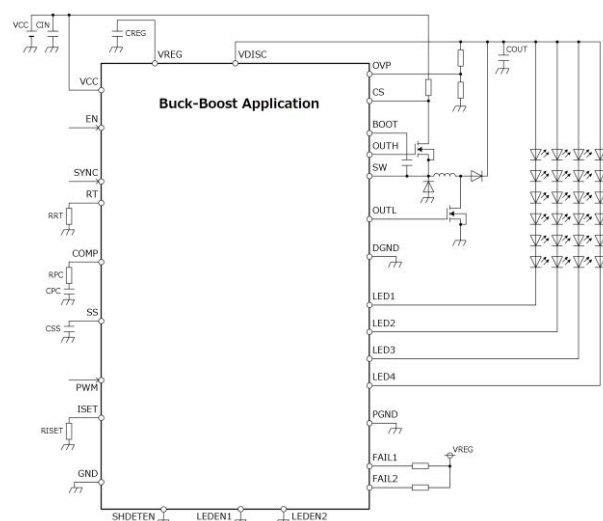 VCC
CIN
CREG
VREG
VDISC
COUT
VCC
OVP
CS
Buck-Boost Application
EN
BOOT
OUTH
SYNC
SW
RT
RRT
OUTL
COMP
DGND
RPC
CPC
LED1
SS
CSS
LED2
LED3
PWM
LED4
ISET
RISET
PGND
VREG
FAIL1
GND
FAIL2
SHDETEN
LEDEN1
LEDEN2